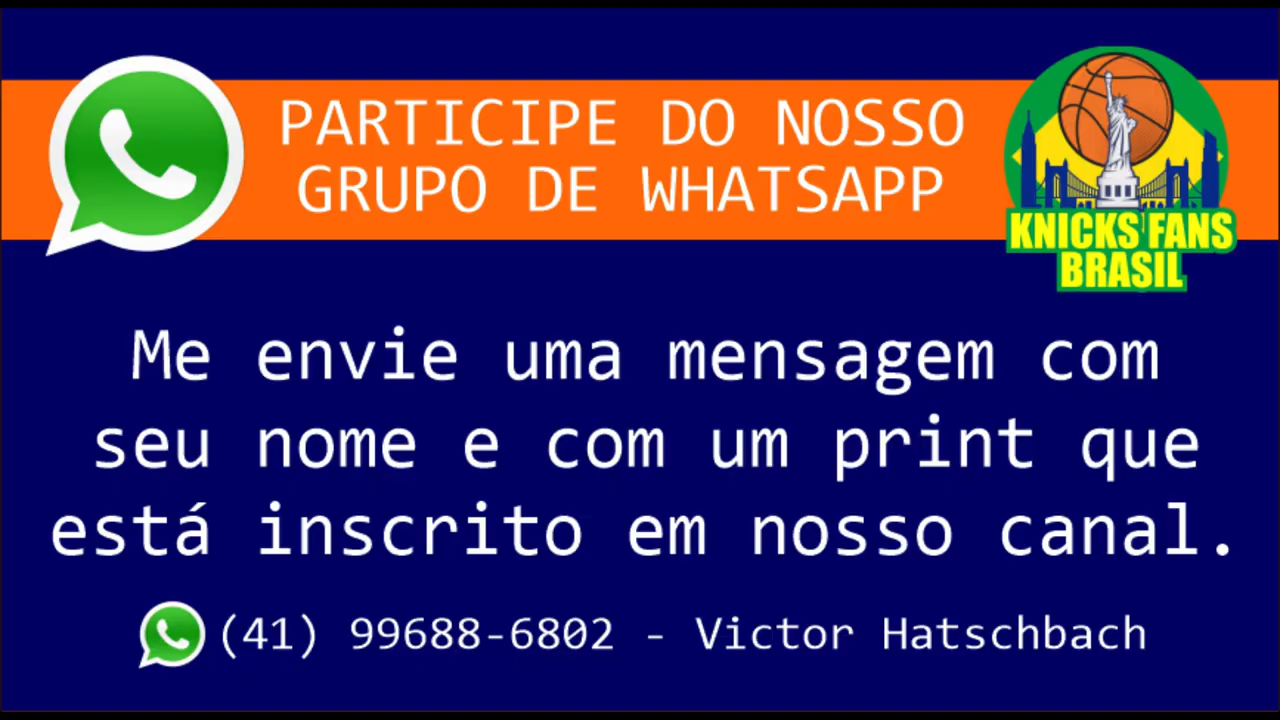 PARTICIPE DO NOSSO
GRUPO DE WHATSAPP
KNICKS FANS
BRASIL
Me envie uma mensagem com
seu nome e com um print que
está inscrito em nosso canal.
(41) 99688-6802 - Victor Hatschbach